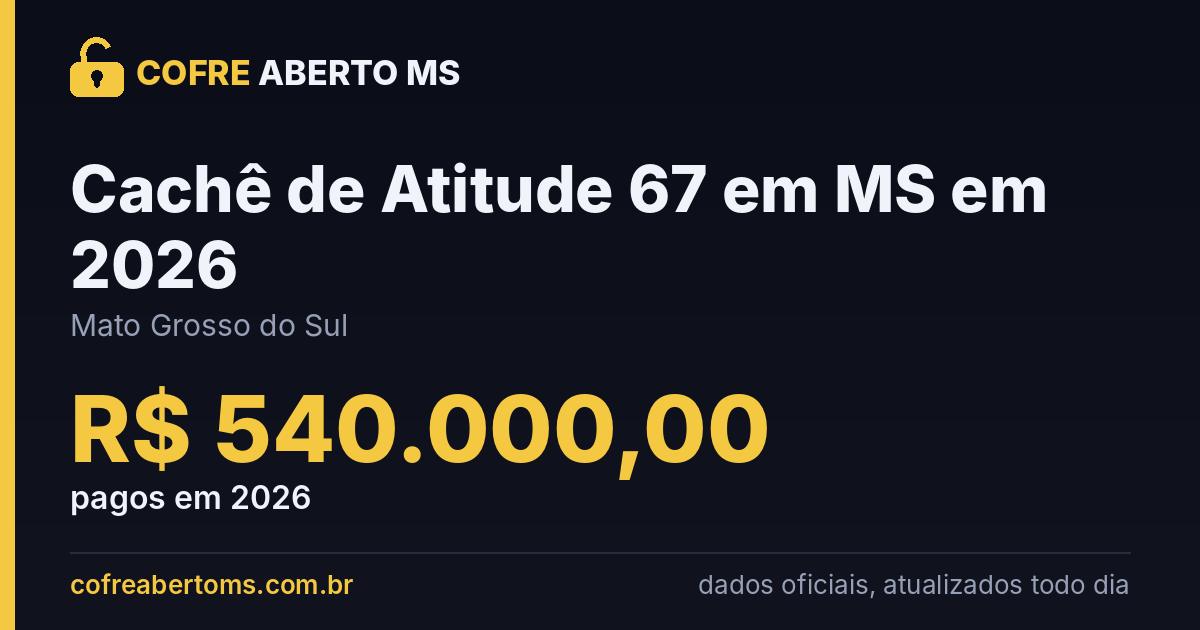 COFRE ABERTO MS
Cachê de Atitude 67 em MS em
2026
Mato Grosso do Sul
R$ 540.000,00
pagos em 2026
cofreabertoms.com.br
dados oficiais, atualizados todo dia